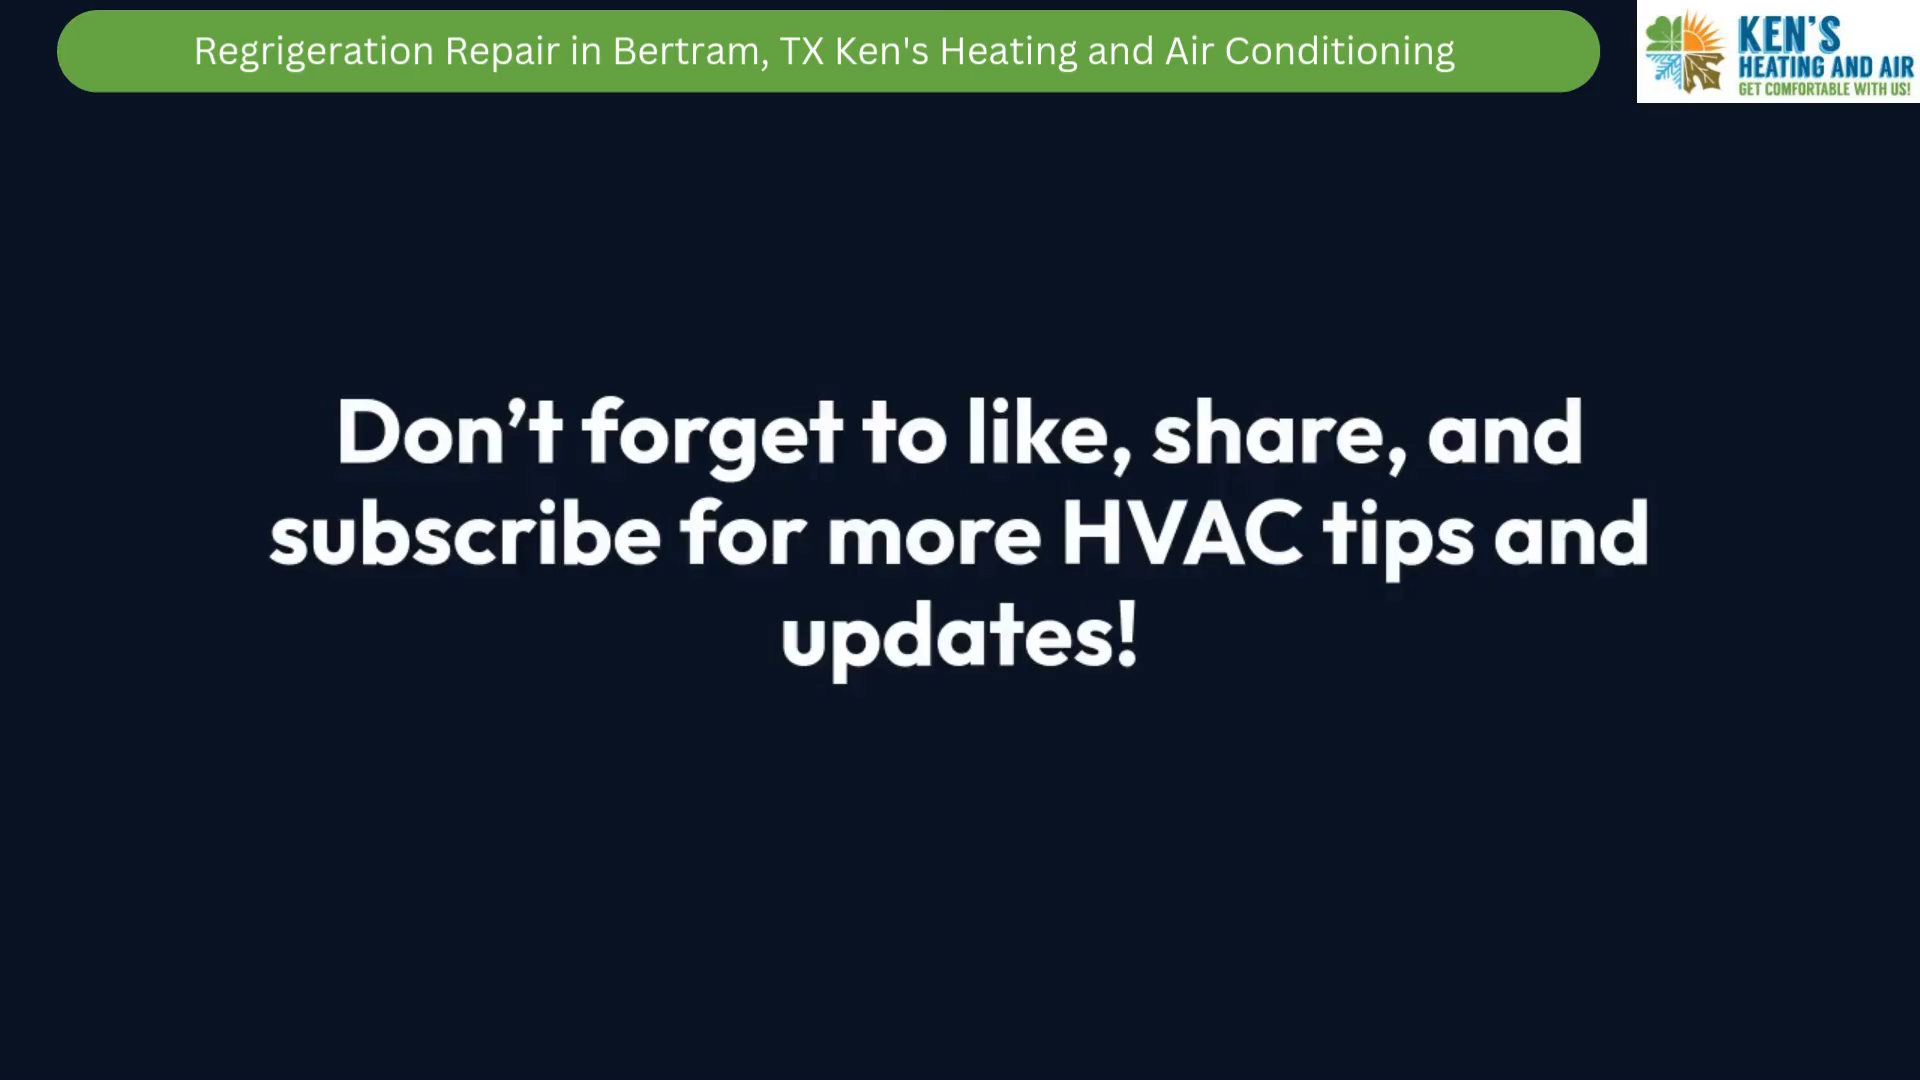 Regrigeration Repair in Bertram, TX Ken's Heating and Air Conditioning
KEN'S
HEATING AND AIR
GET COMFORTABLE WITH US!
Don’t forget to like, share, and
subscribe for more HVAC tips and
updates!